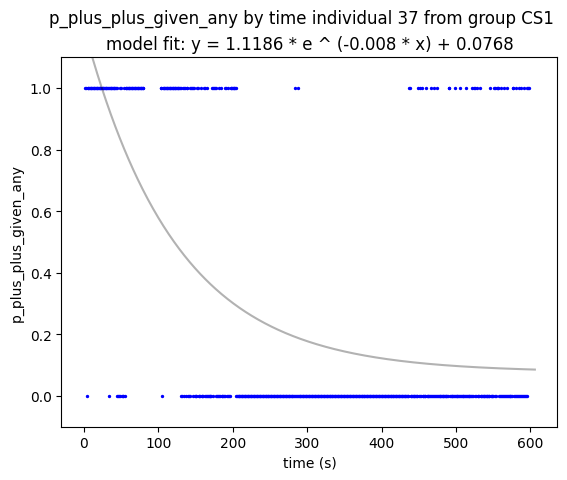 p_plus_plus_given_any by time individual 37 from group CS1
model fit: y = 1.1186 * e ^ (-0.008 * x) + 0.0768
1.0
0.8
0.6
0.4
0.2
0.0
p_plus_plus_given_any
0 100 200 300 400 500 600
time (s)